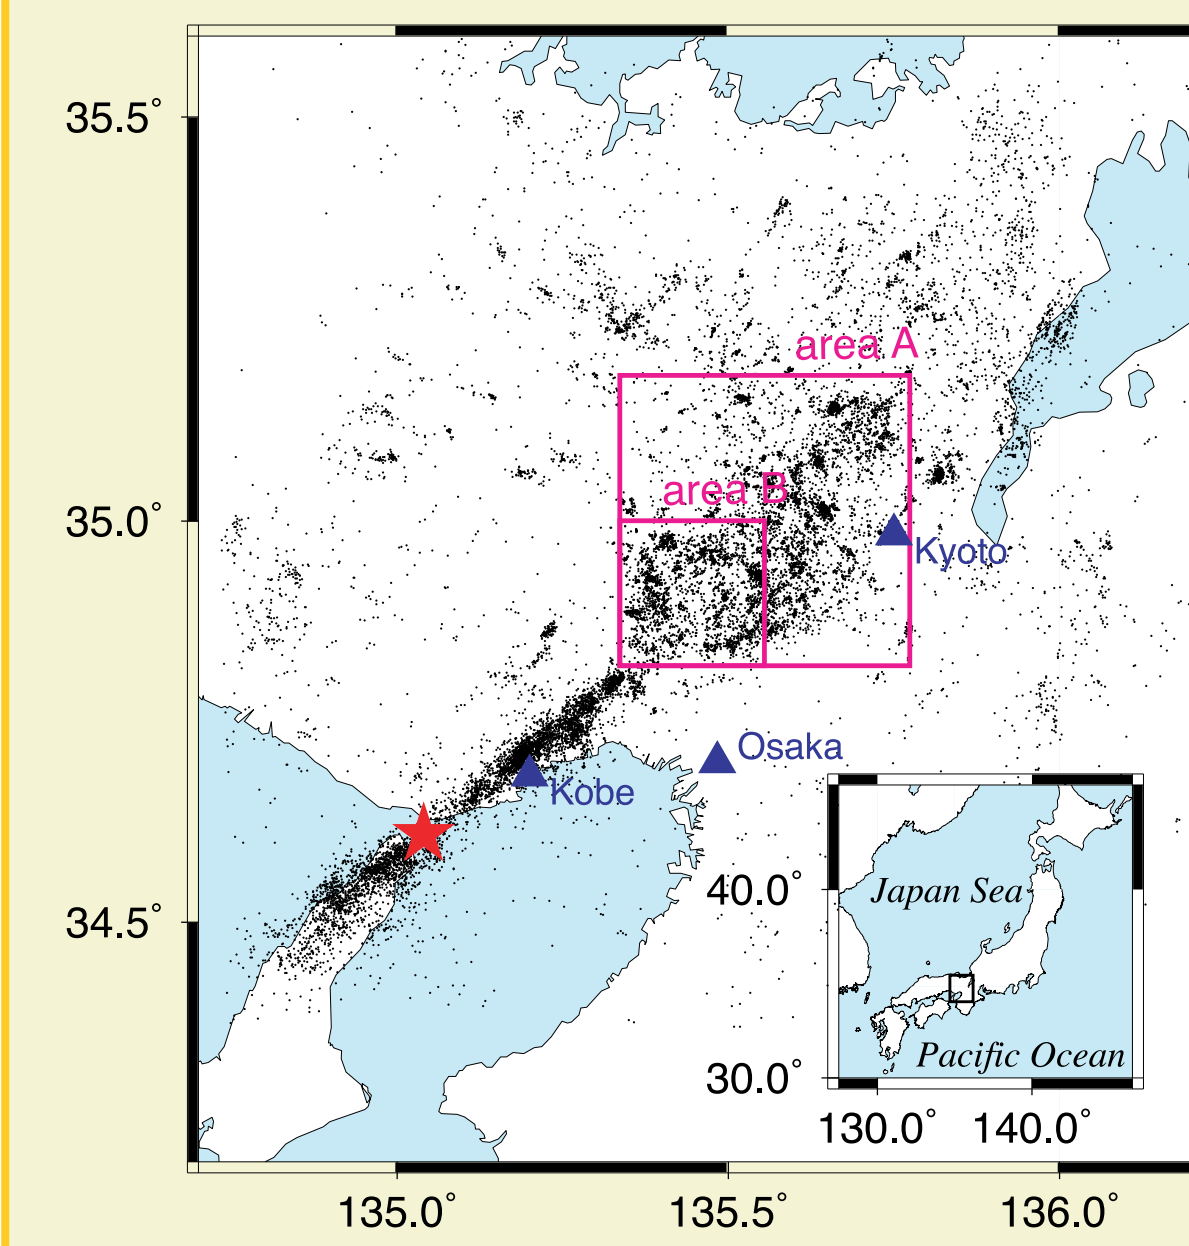 35.5°
area A
area B
35.0°
Kyoto
Osaka
Kobe
34.5°
40.0°
Japan Sea
Pacific Ocean
30.0°
130.0° 140.0°
135.0° 135.5° 136.0°